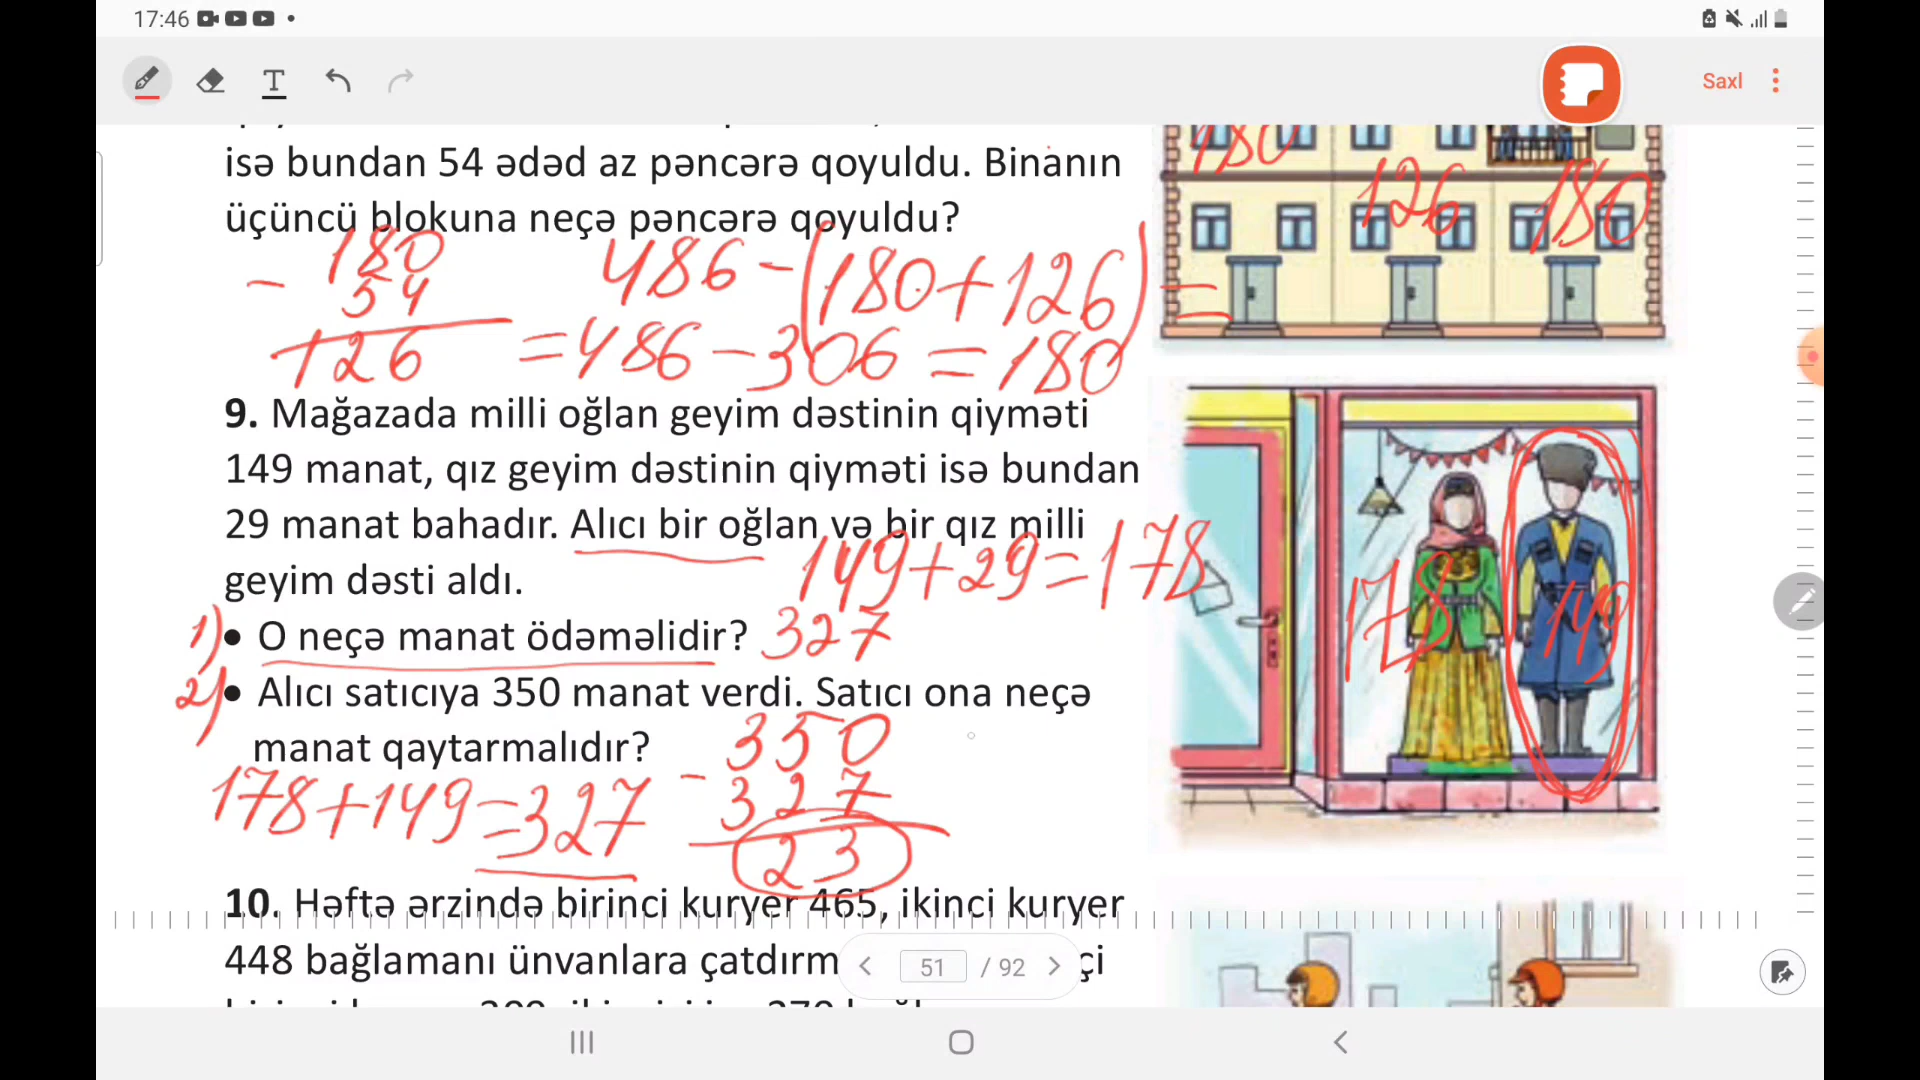 17:46
T
Saxl
isə bundan 54 ədəd az pəncərə qoyuldu. Binanın
üçüncü blokuna neçə pəncərə qoyuldu?
180
126
180
180
- 54
126
486-(180+126)=
=486-306=180
9. Mağazada milli oğlan geyim dəstinin qiyməti
149 manat, qız geyim dəstinin qiyməti isə bundan
29 manat bahadır. Alıcı bir oğlan və bir qız milli
geyim dəsti aldı.
149+29=178
178
149
1) • O neçə manat ödəməlidir? 327
2) • Alıcı satıcıya 350 manat verdi. Satıcı ona neçə
manat qaytarmalıdır?
178+149=327
350
- 327
23
10. Həftə ərzində birinci kuryer 465, ikinci kuryer
448 bağlamanı ünvanlara çatdırm
çi
51 / 92